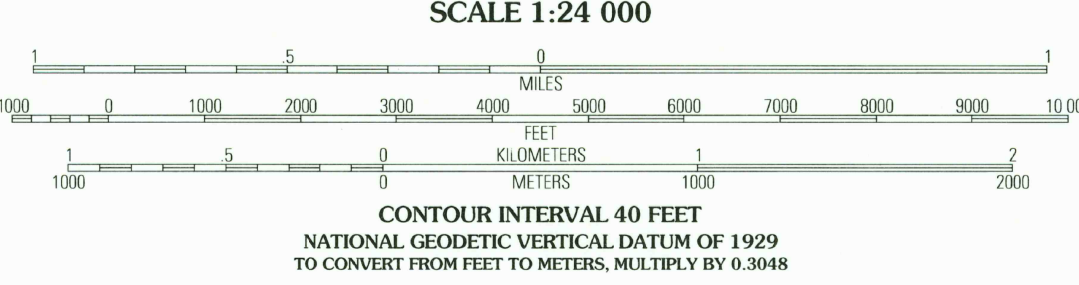 SCALE 1:24 000
1 .5 0 1
MILES
1000 0 1000 2000 3000 4000 5000 6000 7000 8000 9000 10 00
FEET
1 .5 0 KILOMETERS 1 2
1000 0 METERS 1000 2000
CONTOUR INTERVAL 40 FEET
NATIONAL GEODETIC VERTICAL DATUM OF 1929
TO CONVERT FROM FEET TO METERS, MULTIPLY BY 0.3048